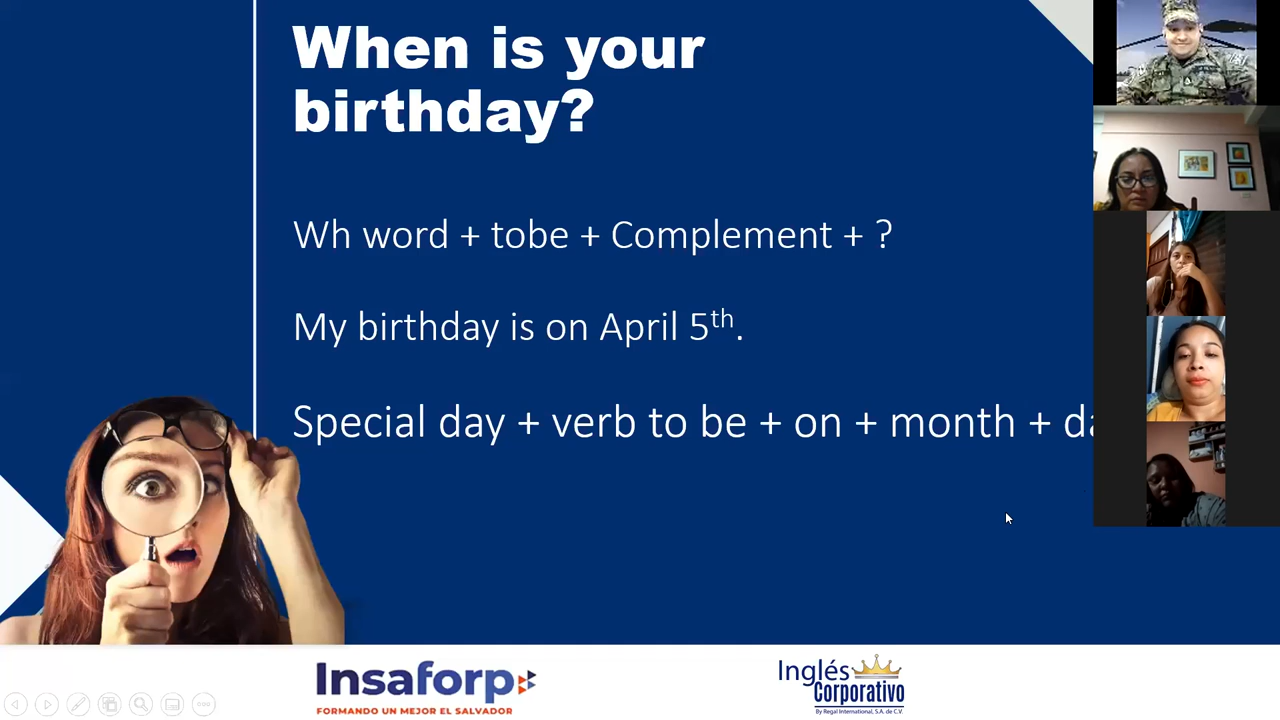 When is your
birthday?
Wh word + tobe + Complement + ?
My birthday is on April 5th.
Special day + verb to be + on + month +
Insaforp
FORMANDO UN MEJOR EL SALVADOR
Inglés
Corporativo
By Regal International, S.A. de C.V.